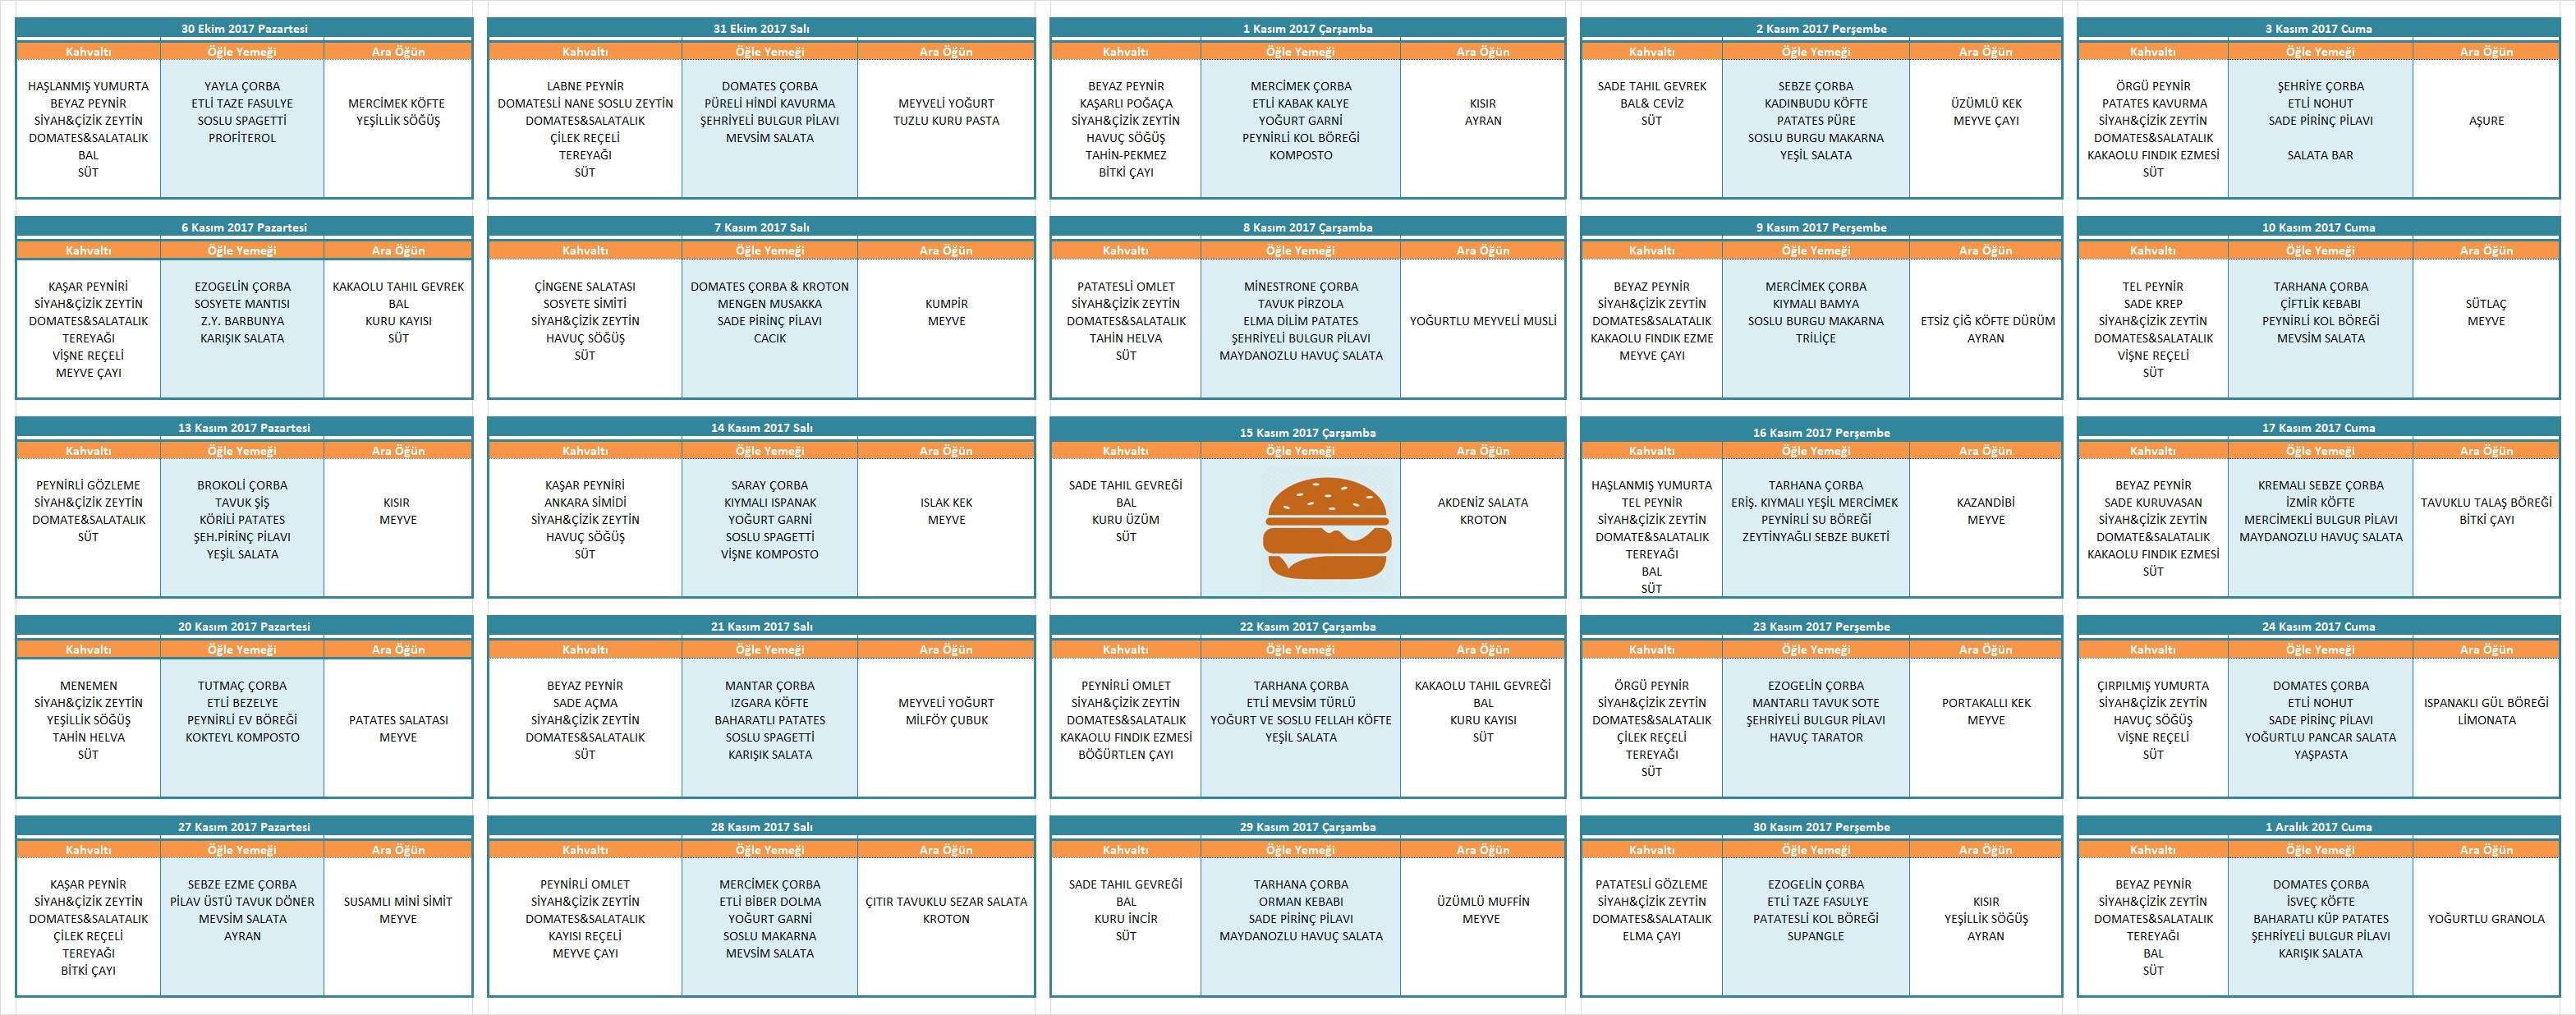 30 Ekim 2017 Pazartesi
Kahvaltı
Öğle Yemeği
Ara Öğün
HAŞLANMIŞ YUMURTA
BEYAZ PEYNİR
SİYAH&ÇİZİK ZEYTİN
DOMATES&SALATALIK
BAL
SÜT
YAYLA ÇORBA
ETLİ TAZE FASULYE
SOSLU SPAGETTİ
PROFİTEROL
MERCİMEK KÖFTE
YEŞİLLİK SÖĞÜŞ
31 Ekim 2017 Salı
Kahvaltı
Öğle Yemeği
Ara Öğün
LABNE PEYNİR
DOMATESLİ NANE SOSLU ZEYTİN
DOMATES&SALATALIK
ÇİLEK REÇELİ
TEREYAĞI
SÜT
DOMATES ÇORBA
PÜRELİ HİNDİ KAVURMA
ŞEHRİYELİ BULGUR PİLAVI
MEVSİM SALATA
MEYVELİ YOĞURT
TUZLU KURU PASTA
1 Kasım 2017 Çarşamba
Kahvaltı
Öğle Yemeği
Ara Öğün
BEYAZ PEYNİR
KAŞARLI POĞAÇA
SİYAH&ÇİZİK ZEYTİN
HAVUÇ SÖĞÜŞ
TAHİN-PEKMEZ
BİTKİ ÇAYI
MERCİMEK ÇORBA
ETLİ KABAK KALYE
YOĞURT GARNİ
PEYNİRLİ KOL BÖREĞİ
KOMPOSTO
KISIR
AYRAN
2 Kasım 2017 Perşembe
Kahvaltı
Öğle Yemeği
Ara Öğün
SADE TAHIL GEVREK
BAL& CEVİZ
SÜT
SEBZE ÇORBA
KADINBUDU KÖFTE
PATATES PÜRE
SOSLU BURGU MAKARNA
YEŞİL SALATA
ÜZÜMLÜ KEK
MEYVE ÇAYI
3 Kasım 2017 Cuma
Kahvaltı
Öğle Yemeği
Ara Öğün
ÖRGÜ PEYNİR
PATATES KAVURMA
SİYAH&ÇİZİK ZEYTİN
DOMATES&SALATALIK
KAKAOLU FINDIK EZMESİ
SÜT
ŞEHRİYE ÇORBA
ETLİ NOHUT
SADE PİRİNÇ PİLAVI
SALATA BAR
AŞURE
6 Kasım 2017 Pazartesi
Kahvaltı
Öğle Yemeği
Ara Öğün
KAŞAR PEYNİRİ
SİYAH&ÇİZİK ZEYTİN
DOMATES&SALATALIK
TEREYAĞI
VİŞNE REÇELİ
MEYVE ÇAYI
EZOGELİN ÇORBA
SOSYETE MANTISI
Z.Y. BARBUNYA
KARIŞIK SALATA
KAKAOLU TAHIL GEVREK
BAL
KURU KAYISI
SÜT
7 Kasım 2017 Salı
Kahvaltı
Öğle Yemeği
Ara Öğün
ÇİNGENE SALATASI
SOSYETE SİMİTİ
SİYAH&ÇİZİK ZEYTİN
HAVUÇ SÖĞÜŞ
SÜT
DOMATES ÇORBA & KROTON
MENGEN MUSAKKA
SADE PİRİNÇ PİLAVI
CACIK
KUMPİR
MEYVE
8 Kasım 2017 Çarşamba
Kahvaltı
Öğle Yemeği
Ara Öğün
PATATESLİ OMLET
SİYAH&ÇİZİK ZEYTİN
DOMATES&SALATALIK
TAHİN HELVA
SÜT
MİNESTRONE ÇORBA
TAVUK PİRZOLA
ELMA DİLİM PATATES
ŞEHRİYELİ BULGUR PİLAVI
MAYDANOZLU HAVUÇ SALATA
YOĞURTLU MEYVELİ MUSLİ
9 Kasım 2017 Perşembe
Kahvaltı
Öğle Yemeği
Ara Öğün
BEYAZ PEYNİR
SİYAH&ÇİZİK ZEYTİN
DOMATES&SALATALIK
KAKAOLU FINDIK EZME
MEYVE ÇAYI
MERCİMEK ÇORBA
KIYMALI BAMYA
SOSLU BURGU MAKARNA
TRİLİÇE
ETSİZ ÇİĞ KÖFTE DÜRÜM
AYRAN
10 Kasım 2017 Cuma
Kahvaltı
Öğle Yemeği
Ara Öğün
TEL PEYNİR
SADE KREP
SİYAH&ÇİZİK ZEYTİN
DOMATES&SALATALIK
VİŞNE REÇELİ
SÜT
TARHANA ÇORBA
ÇİFTLİK KEBABI
PEYNİRLİ KOL BÖREĞİ
MEVSİM SALATA
SÜTLAÇ
MEYVE
13 Kasım 2017 Pazartesi
Kahvaltı
Öğle Yemeği
Ara Öğün
PEYNİRLİ GÖZLEME
SİYAH&ÇİZİK ZEYTİN
DOMATE&SALATALIK
SÜT
BROKOLİ ÇORBA
TAVUK ŞİŞ
KÖRİLİ PATATES
ŞEH.PİRİNÇ PİLAVI
YEŞİL SALATA
KISIR
MEYVE
14 Kasım 2017 Salı
Kahvaltı
Öğle Yemeği
Ara Öğün
KAŞAR PEYNİRİ
ANKARA SİMİDİ
SİYAH&ÇİZİK ZEYTİN
HAVUÇ SÖĞÜŞ
SÜT
SARAY ÇORBA
KIYMALI ISPANAK
YOĞURT GARNİ
SOSLU SPAGETTİ
VİŞNE KOMPOSTO
ISLAK KEK
MEYVE
15 Kasım 2017 Çarşamba
Kahvaltı
Öğle Yemeği
Ara Öğün
SADE TAHIL GEVREĞİ
BAL
KURU ÜZÜM
SÜT
AKDENİZ SALATA
KROTON
16 Kasım 2017 Perşembe
Kahvaltı
Öğle Yemeği
Ara Öğün
HAŞLANMIŞ YUMURTA
TEL PEYNİR
SİYAH&ÇİZİK ZEYTİN
DOMATE&SALATALIK
TEREYAĞI
BAL
SÜT
TARHANA ÇORBA
ERİŞ. KIYMALI YEŞİL MERCİMEK
PEYNİRLİ SU BÖREĞİ
ZEYTİNYAĞLI SEBZE BUKETİ
KAZANDİBİ
MEYVE
17 Kasım 2017 Cuma
Kahvaltı
Öğle Yemeği
Ara Öğün
BEYAZ PEYNİR
SADE KURUVASAN
SİYAH&ÇİZİK ZEYTİN
DOMATE&SALATALIK
KAKAOLU FINDIK EZMESİ
SÜT
KREMALI SEBZE ÇORBA
İZMİR KÖFTE
MERCİMEKLİ BULGUR PİLAVI
MAYDANOZLU HAVUÇ SALATA
TAVUKLU TALAŞ BÖREĞİ
BİTKİ ÇAYI
20 Kasım 2017 Pazartesi
Kahvaltı
Öğle Yemeği
Ara Öğün
MENEMEN
SİYAH&ÇİZİK ZEYTİN
YEŞİLLİK SÖĞÜŞ
TAHİN HELVA
SÜT
TUTMAÇ ÇORBA
ETLİ BEZELYE
PEYNİRLİ EV BÖREĞİ
KOKTEYL KOMPOSTO
PATATES SALATASI
MEYVE
21 Kasım 2017 Salı
Kahvaltı
Öğle Yemeği
Ara Öğün
BEYAZ PEYNİR
SADE AÇMA
SİYAH&ÇİZİK ZEYTİN
DOMATES&SALATALIK
SÜT
MANTAR ÇORBA
IZGARA KÖFTE
BAHARATLI PATATES
SOSLU SPAGETTİ
KARIŞIK SALATA
MEYVELİ YOĞURT
MİLFÖY ÇUBUK
22 Kasım 2017 Çarşamba
Kahvaltı
Öğle Yemeği
Ara Öğün
PEYNİRLİ OMLET
SİYAH&ÇİZİK ZEYTİN
DOMATES&SALATALIK
KAKAOLU FINDIK EZMESİ
BÖĞÜRTLEN ÇAYI
TARHANA ÇORBA
ETLİ MEVSİM TÜRLÜ
YOĞURT VE SOSLU FELLAH KÖFTE
YEŞİL SALATA
KAKAOLU TAHIL GEVREĞİ
BAL
KURU KAYISI
SÜT
23 Kasım 2017 Perşembe
Kahvaltı
Öğle Yemeği
Ara Öğün
ÖRGÜ PEYNİR
SİYAH&ÇİZİK ZEYTİN
DOMATES&SALATALIK
ÇİLEK REÇELİ
TEREYAĞI
SÜT
EZOGELİN ÇORBA
MANTARLI TAVUK SOTE
ŞEHRİYELİ BULGUR PİLAVI
HAVUÇ TARATOR
PORTAKALLI KEK
MEYVE
24 Kasım 2017 Cuma
Kahvaltı
Öğle Yemeği
Ara Öğün
ÇIRPILMIŞ YUMURTA
SİYAH&ÇİZİK ZEYTİN
HAVUÇ SÖĞÜŞ
VİŞNE REÇELİ
SÜT
DOMATES ÇORBA
ETLİ NOHUT
SADE PİRİNÇ PİLAVI
YOĞURTLU PANCAR SALATA
YAŞPASTA
ISPANAKLI GÜL BÖREĞİ
LİMONATA
27 Kasım 2017 Pazartesi
Kahvaltı
Öğle Yemeği
Ara Öğün
KAŞAR PEYNİR
SİYAH&ÇİZİK ZEYTİN
DOMATES&SALATALIK
ÇİLEK REÇELİ
TEREYAĞI
BİTKİ ÇAYI
SEBZE EZME ÇORBA
PİLAV ÜSTÜ TAVUK DÖNER
MEVSİM SALATA
AYRAN
SUSAMLI MİNİ SİMİT
MEYVE
28 Kasım 2017 Salı
Kahvaltı
Öğle Yemeği
Ara Öğün
PEYNİRLİ OMLET
SİYAH&ÇİZİK ZEYTİN
DOMATES&SALATALIK
KAYISI REÇELİ
MEYVE ÇAYI
MERCİMEK ÇORBA
ETLİ BİBER DOLMA
YOĞURT GARNİ
SOSLU MAKARNA
MEVSİM SALATA
ÇITIR TAVUKLU SEZAR SALATA
KROTON
29 Kasım 2017 Çarşamba
Kahvaltı
Öğle Yemeği
Ara Öğün
SADE TAHIL GEVREĞİ
BAL
KURU İNCİR
SÜT
TARHANA ÇORBA
ORMAN KEBABI
SADE PİRİNÇ PİLAVI
MAYDANOZLU HAVUÇ SALATA
ÜZÜMLÜ MUFFİN
MEYVE
30 Kasım 2017 Perşembe
Kahvaltı
Öğle Yemeği
Ara Öğün
PATATESLİ GÖZLEME
SİYAH&ÇİZİK ZEYTİN
DOMATES&SALATALIK
ELMA ÇAYI
EZOGELİN ÇORBA
ETLİ TAZE FASULYE
PATATESLİ KOL BÖREĞİ
SUPANGLE
KISIR
YEŞİLLİK SÖĞÜŞ
AYRAN
1 Aralık 2017 Cuma
Kahvaltı
Öğle Yemeği
Ara Öğün
BEYAZ PEYNİR
SİYAH&ÇİZİK ZEYTİN
DOMATES&SALATALIK
TEREYAĞI
BAL
SÜT
DOMATES ÇORBA
İSVEÇ KÖFTE
BAHARATLI KÜP PATATES
ŞEHRİYELİ BULGUR PİLAVI
KARIŞIK SALATA
YOĞURTLU GRANOLA